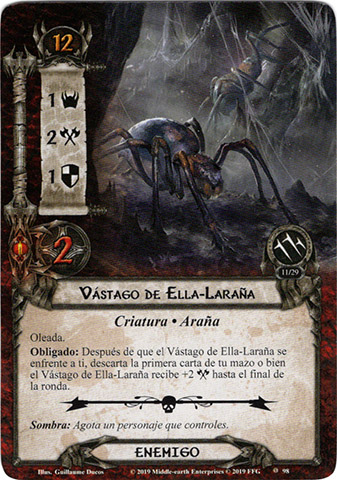 12
1
2
1
2
11/29
Vástago de Ella-Laraña
Criatura • Araña
Oleada.
Obligado: Después de que el Vástago de Ella-Laraña se
enfrente a ti, descarta la primera carta de tu mazo o bien
el Vástago de Ella-Laraña recibe +2 hasta el final de
la ronda.
Sombra: Agota un personaje que controles.
ENEMIGO
Illus. Guillaume Ducos
© 2019 Middle-earth Enterprises © 2019 FFG
98